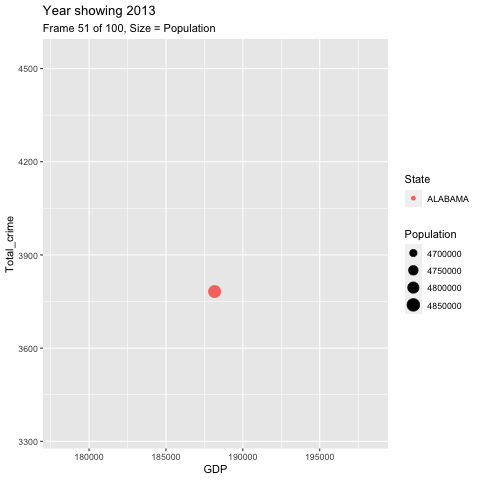 Year showing 2013
Frame 51 of 100, Size = Population
4500
4200
3900
3600
3300
Total_crime
180000 185000 190000 195000
GDP
State
ALABAMA
Population
4700000
4750000
4800000
4850000